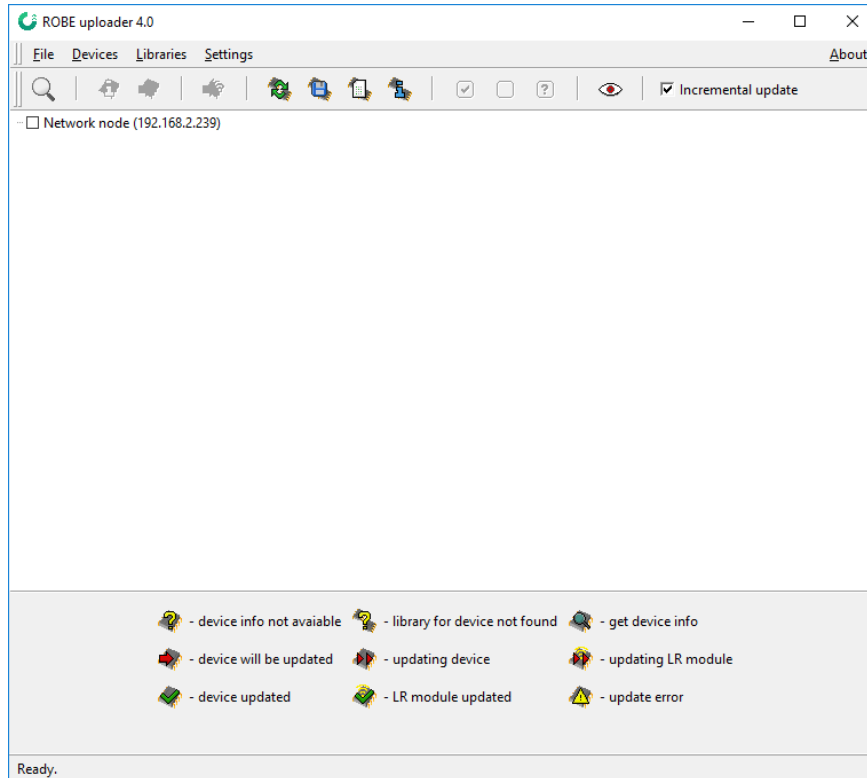 ROBE uploader 4.0
File Devices Libraries Settings About
Incremental update
Network node (192.168.2.239)
- device info not avaiable - library for device not found - get device info
- device will be updated - updating device - updating LR module
- device updated - LR module updated - update error
Ready.